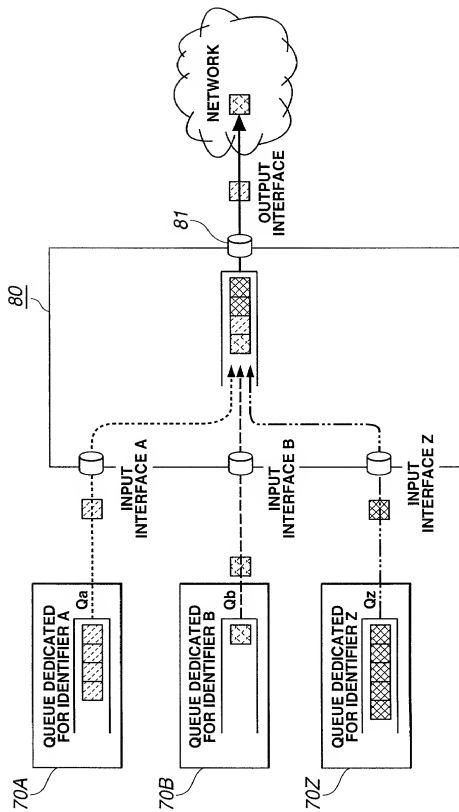 80
70A
QUEUE DEDICATED
FOR IDENTIFIER A
Qa
INPUT
INTERFACE A
70B
QUEUE DEDICATED
FOR IDENTIFIER B
Qb
INPUT
INTERFACE B
70Z
QUEUE DEDICATED
FOR IDENTIFIER Z
Qz
INPUT
INTERFACE Z
81
OUTPUT
INTERFACE
NETWORK